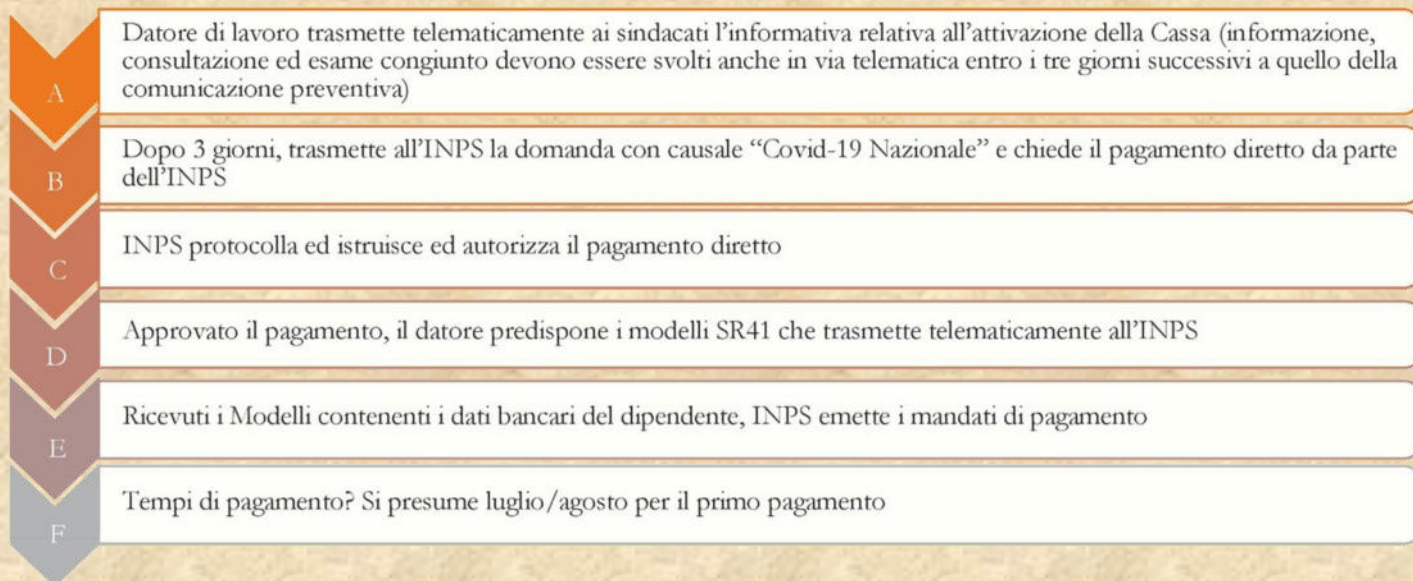 A
Datore di lavoro trasmette telematicamente ai sindacati l’informativa relativa all’attivazione della Cassa (informazione,
consultazione ed esame congiunto devono essere svolti anche in via telematica entro i tre giorni successivi a quello della
comunicazione preventiva)
B
Dopo 3 giorni, trasmette all’INPS la domanda con causale “Covid-19 Nazionale” e chiede il pagamento diretto da parte
dell’INPS
C
INPS protocolla ed istruisce ed autorizza il pagamento diretto
D
Approvato il pagamento, il datore predispone i modelli SR41 che trasmette telematicamente all’INPS
E
Ricevuti i Modelli contenenti i dati bancari del dipendente, INPS emette i mandati di pagamento
F
Tempi di pagamento? Si presume luglio/agosto per il primo pagamento